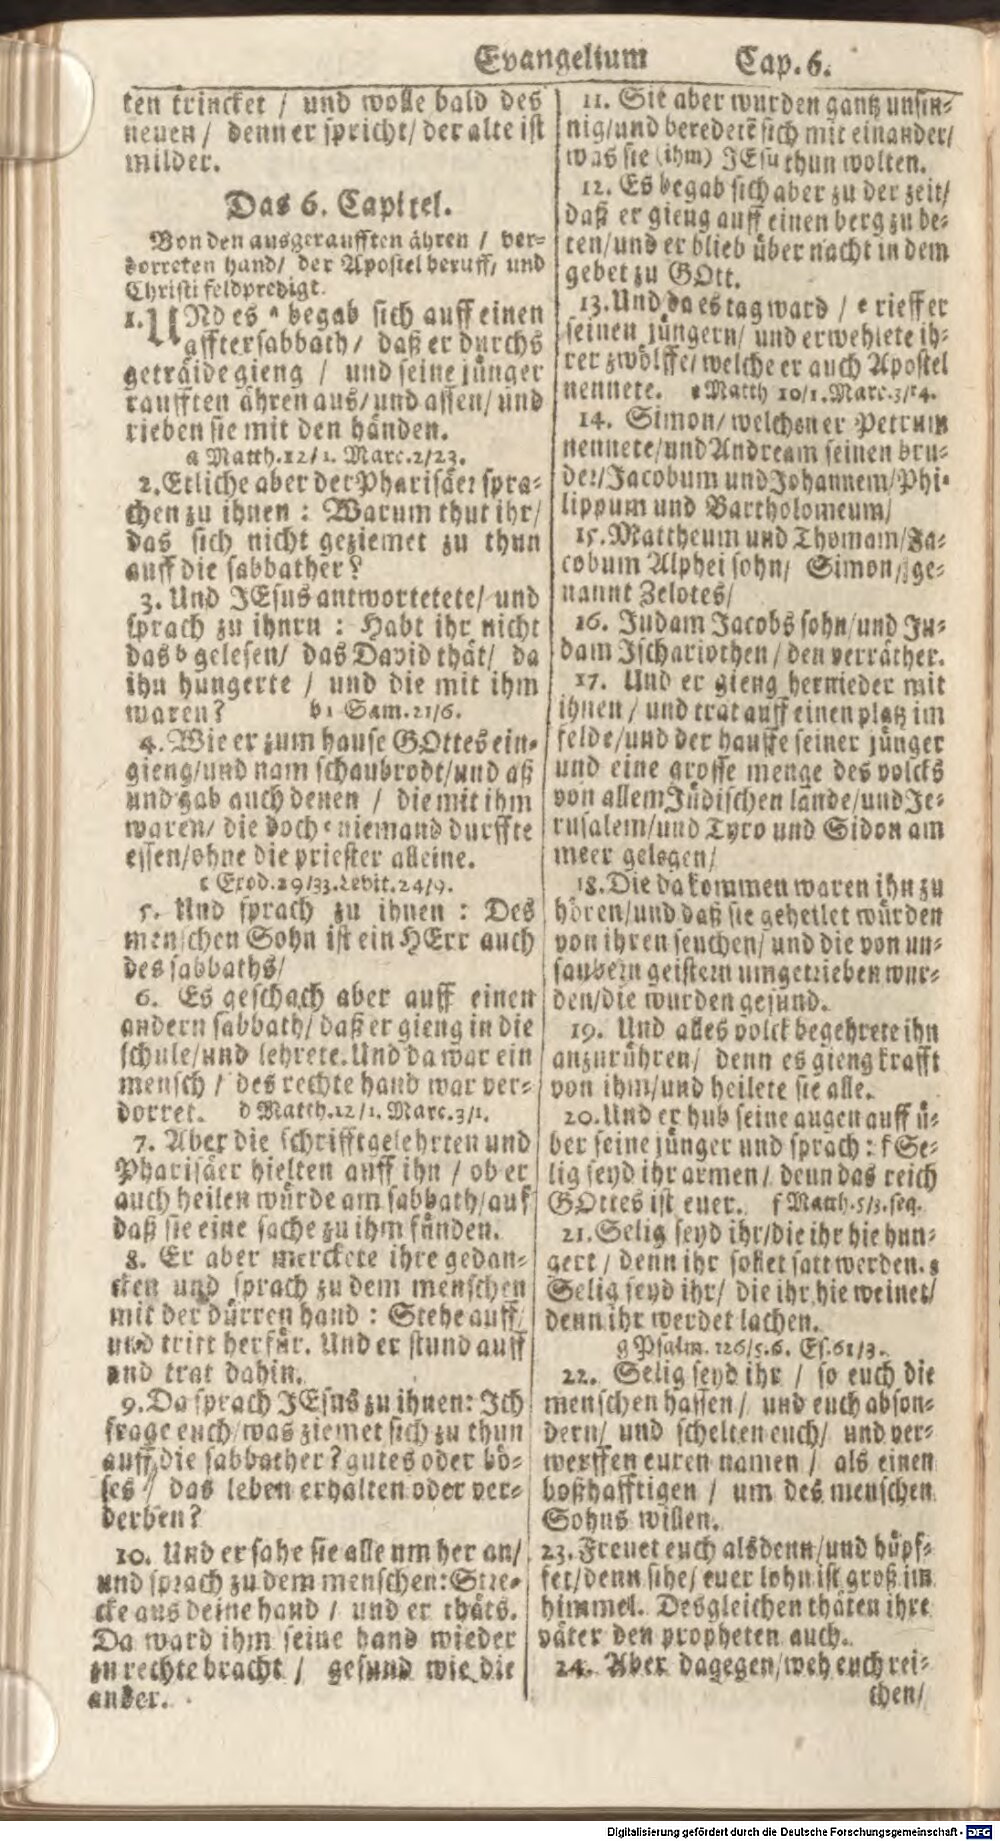 Evangelium Cap. 6.
ten trincket / und wolle bald des
neuen / denn er spricht / der alte ist
milder.
Das 6. Capitel.
Von den ausgeraufften ähren / ver-
dorreten hand / der Apostel beruff / und
Christi feldpredigt.
1. UNd es a begab sich auff einen
afftersabbath / daß er durchs
geträide gieng / und seine jünger
raufften ähren aus / und assen / und
rieben sie mit den händen.
a Matth. 12/1. Marc. 2/23.
2. Etliche aber der Pharisäer spra-
chen zu ihnen : Warum thut ihr /
das sich nicht geziemet zu thun
auff die sabbather?
3. Und JEsus antwortetete / und
sprach zu ihnen : Habt ihr nicht
das b gelesen / das David thät / da
ihn hungerte / und die mit ihm
waren? b 1 Sam. 21/6.
4. Wie er zum hause GOttes ein-
gieng / und nam schaubrodt / und aß
und gab auch denen / die mit ihm
waren / die doch c niemand durffte
essen / ohne die priester alleine.
c Exod. 29/33. Levit. 24/9.
5. Und sprach zu ihnen : Des
menschen Sohn ist ein HErr auch
des sabbaths /
6. Es geschach aber auff einen
andern sabbath / daß er gieng in die
schule / und lehrete. Und da war ein
mensch / des rechte hand war ver-
dorret. d Matth. 12/1. Marc. 3/1.
7. Aber die schrifftgelehrten und
Pharisäer hielten auff ihn / ob er
auch heilen würde am sabbath / auf
daß sie eine sache zu ihm fünden.
8. Er aber merckete ihre gedan-
cken und sprach zu dem menschen
mit der dürren hand : Stehe auff /
und tritt herfür. Und er stund auff
und trat dahin.
9. Da sprach JEsus zu ihnen: Ich
frage euch / was ziemet sich zu thun
auff die sabbather? gutes oder bö-
ses / das leben erhalten oder ver-
derben?
10. Und er sahe sie alle um her an /
und sprach zu dem menschen: Stre-
cke aus deine hand / und er thäts.
Da ward ihm seine hand wieder
zu rechte bracht / gesund wie die
ander.
11. Sie aber wurden gantz unsin-
nig / und beredetē sich mit einander /
was sie (ihm) JEsu thun wolten.
12. Es begab sich aber zu der zeit /
daß er gieng auff einen berg zu be-
ten / und er blieb über nacht in dem
gebet zu GOtt.
13. Und da es tag ward / e rieff er
seinen jüngern / und erwehlete ih-
rer zwölffe / welche er auch Apostel
nennete. e Matth 10/1. Marc. 3/14.
14. Simon / welchen er Petrum
nennete / und Andream seinen bru-
der / Jacobum und Johannem / Phi-
lippum und Bartholomeum /
15. Mattheum und Thomam / Ja-
cobum Alphei sohn / Simon / ge-
nannt Zelotes /
16. Judam Jacobs sohn / und Ju-
dam Ischariothen / den verräther.
17. Und er gieng hernieder mit
ihnen / und trat auff einen platz im
felde / und der hauffe seiner jünger
und eine grosse menge des volcks
von allem Jüdischen lande / und Je-
rusalem / und Tyro und Sidon am
meer gelegen /
18. Die da kommen waren ihn zu
hören / und daß sie geheilet würden
von ihren seuchen / und die von un-
saubern geistern umgetrieben wur-
den / die wurden gesund.
19. Und alles volck begehrete ihn
anzurühren / denn es gieng krafft
von ihm / und heilete sie alle.
20. Und er hub seine augen auff ü-
ber seine jünger und sprach : f Se-
lig seyd ihr armen / denn das reich
GOttes ist euer. f Matth. 5/3. seq.
21. Selig seyd ihr / die ihr hie hun-
gert / denn ihr sollet satt werden. g
Selig seyd ihr / die ihr hie weinet /
denn ihr werdet lachen.
g Psalm. 126/5. 6. Es. 61/3.
22. Selig seyd ihr / so euch die
menschen hassen / und euch abson-
dern / und schelten euch / und ver-
werffen euren namen / als einen
boßhafftigen / um des menschen
Sohns willen.
23. Freuet euch alsdenn / und hüpf-
fet / denn sihe / euer lohn ist groß im
himmel. Desgleichen thäten ihre
väter den propheten auch.
24. Aber dagegen / weh euch rei-
chen /
Digitalisierung gefördert durch die Deutsche Forschungsgemeinschaft - DFG